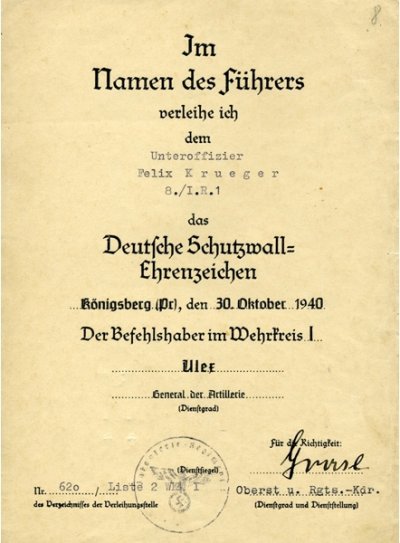 8.
Im
Namen des Führers
verleihe ich
dem
Unteroffizier
Felix Krueger
8./I.R.1
das
Deutsche Schutzwall=
Ehrenzeichen
Königsberg (Pr), den 30. Oktober 1940
Der Befehlshaber im Wehrkreis I
Ulex
General der Artillerie
(Dienstgrad)
Für die Richtigkeit:
(Dienstsiegel)
Nr. 620 / Liste 2 Oberst u. Rgts.-Kdr.
des Verzeichnisses der Verleihungsstelle (Dienstgrad und Dienststellung)